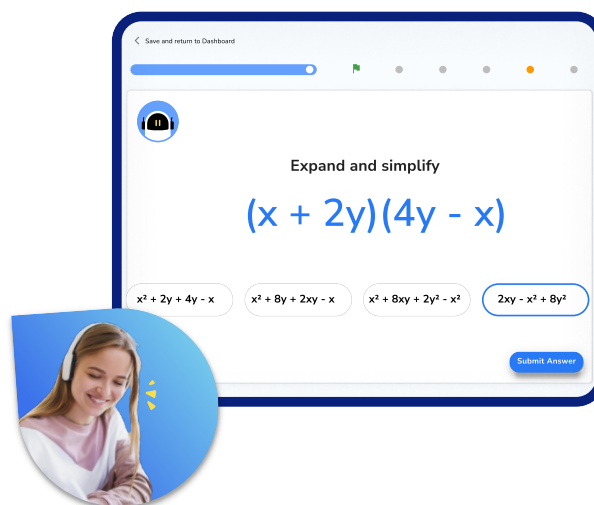 Save and return to Dashboard
Expand and simplify
(x + 2y)(4y - x)
x² + 2y + 4y - x
x² + 8y + 2xy - x
x² + 8xy + 2y² - x²
2xy - x² + 8y²
Submit Answer